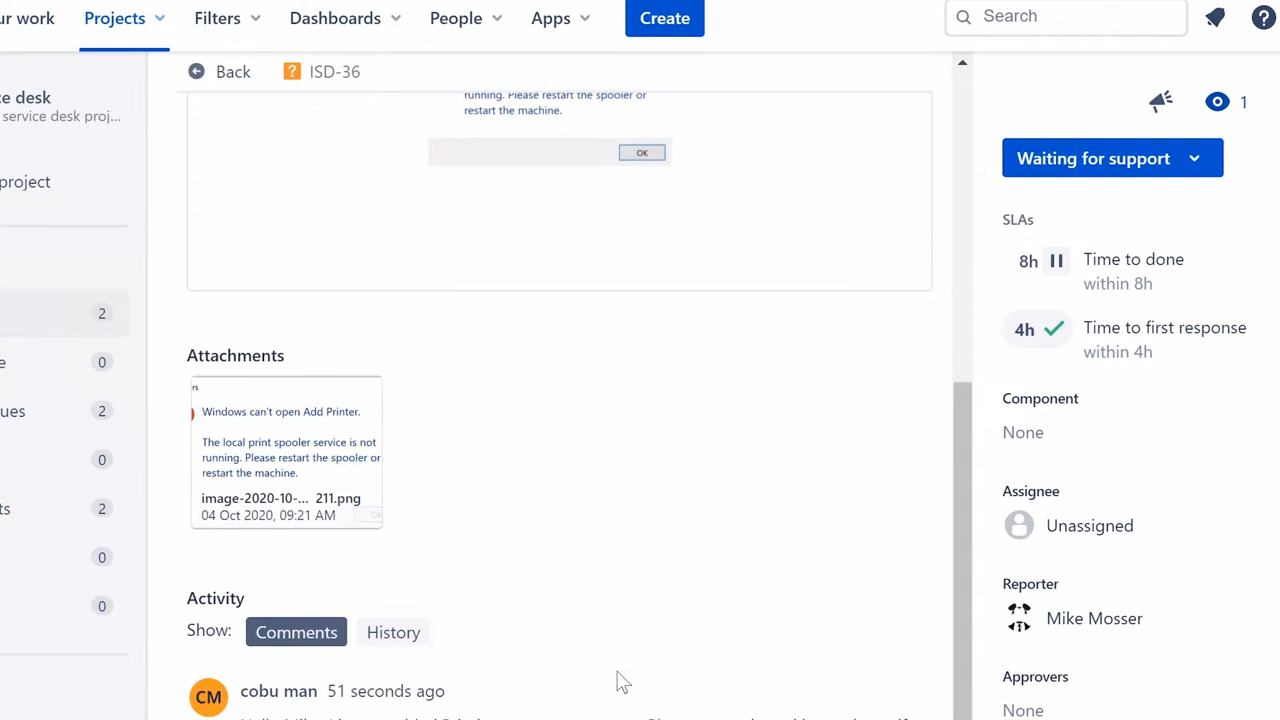 ur work Projects Filters Dashboards People Apps Create Search ?
Back ? ISD-36
ce desk
service desk proj...
project
2
e 0
ues 2
0
ts 2
0
0
running. Please restart the spooler or
restart the machine.
OK
Attachments
rs
Windows can't open Add Printer.
The local print spooler service is not
running. Please restart the spooler or
restart the machine.
image-2020-10-... 211.png
04 Oct 2020, 09:21 AM
OK
Activity
Show: Comments History
CM cobu man 51 seconds ago
1
Waiting for support
SLAs
8h Time to done
within 8h
4h Time to first response
within 4h
Component
None
Assignee
Unassigned
Reporter
Mike Mosser
Approvers
None